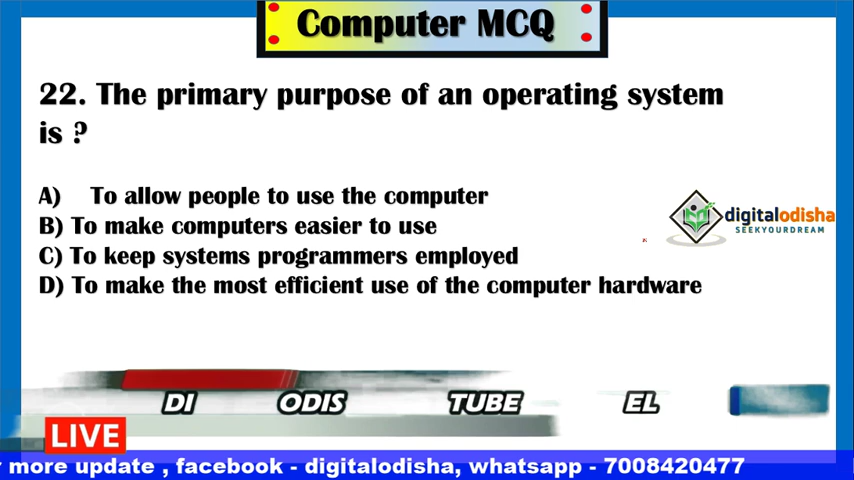 Computer MCQ
22. The primary purpose of an operating system
is ?
A) To allow people to use the computer
B) To make computers easier to use
C) To keep systems programmers employed
D) To make the most efficient use of the computer hardware
digitalodisha
SEEKYOURDREAM
DI ODIS TUBE EL
LIVE
more update , facebook - digitalodisha, whatsapp - 7008420477